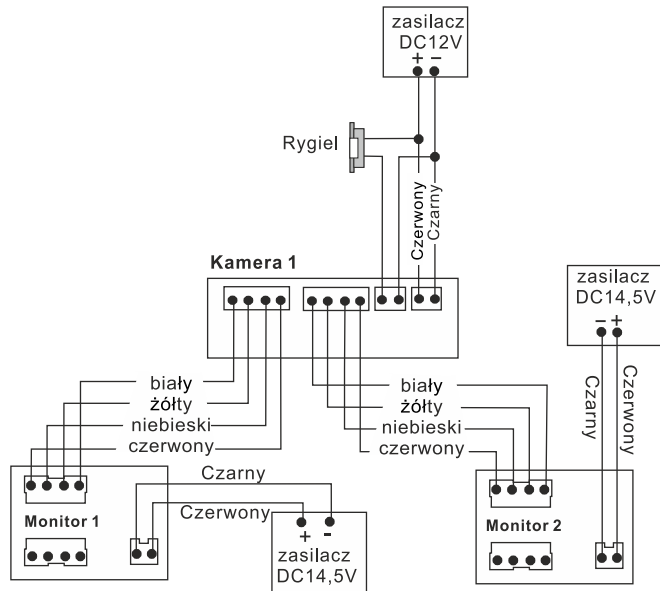 zasilacz
DC12V
+ −
Rygiel
Czerwony
Czarny
Kamera 1
zasilacz
DC14,5V
− +
Czarny
Czerwony
biały
żółty
niebieski
czerwony
biały
żółty
niebieski
czerwony
Monitor 1
Czarny
Czerwony
+ -
zasilacz
DC14,5V
Monitor 2